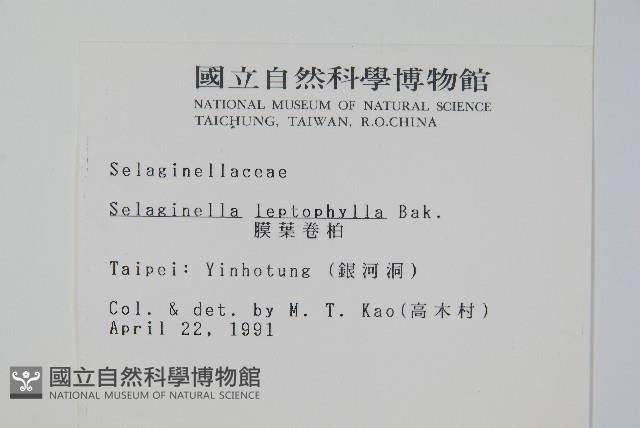 國立自然科學博物館
NATIONAL MUSEUM OF NATURAL SCIENCE
TAICHUNG, TAIWAN, R.O.CHINA
Selaginellaceae
Selaginella leptophylla Bak.
膜葉卷柏
Taipei: Yinhotung (銀河洞)
Col. & det. by M. T. Kao(高木村)
April 22, 1991
國立自然科學博物館
NATIONAL MUSEUM OF NATURAL SCIENCE